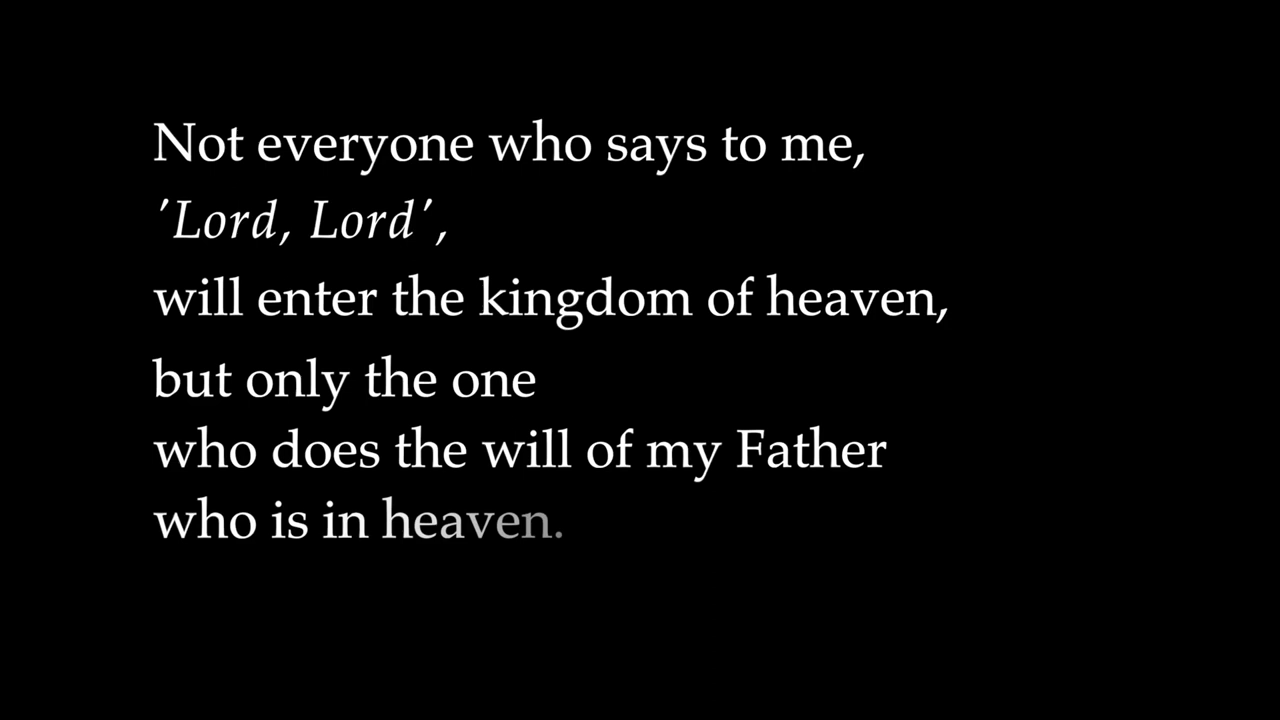 Not everyone who says to me,
'Lord, Lord',
will enter the kingdom of heaven,
but only the one
who does the will of my Father
who is in heaven.